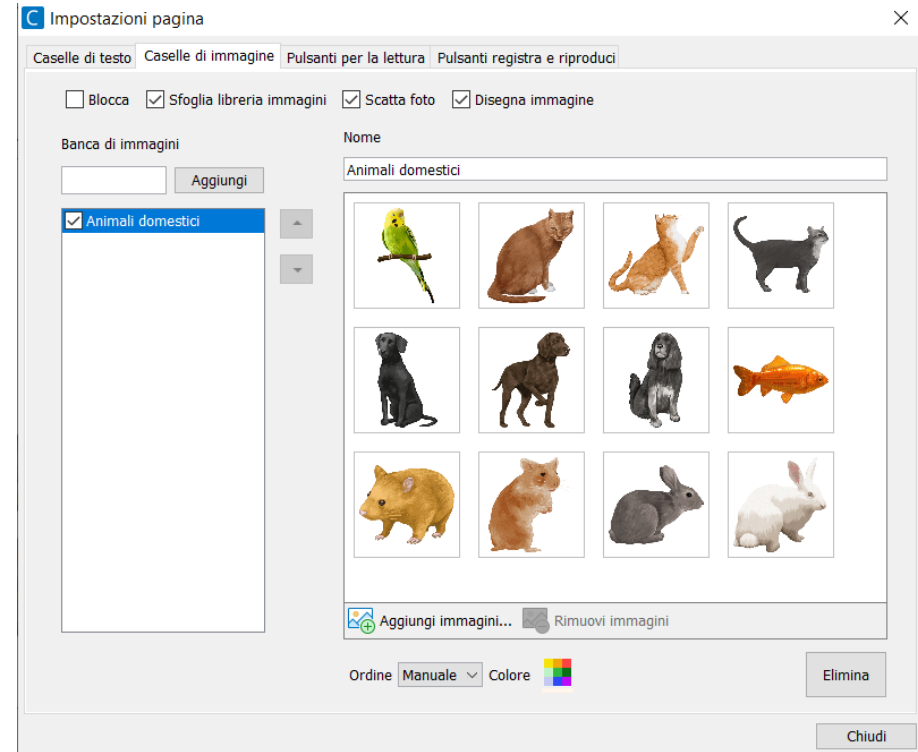 C Impostazioni pagina
Caselle di testo Caselle di immagine Pulsanti per la lettura Pulsanti registra e riproduci
Blocca Sfoglia libreria immagini Scatta foto Disegna immagine
Banca di immagini
Nome
Aggiungi
Animali domestici
Animali domestici
Aggiungi immagini... Rimuovi immagini
Ordine Manuale Colore
Elimina
Chiudi